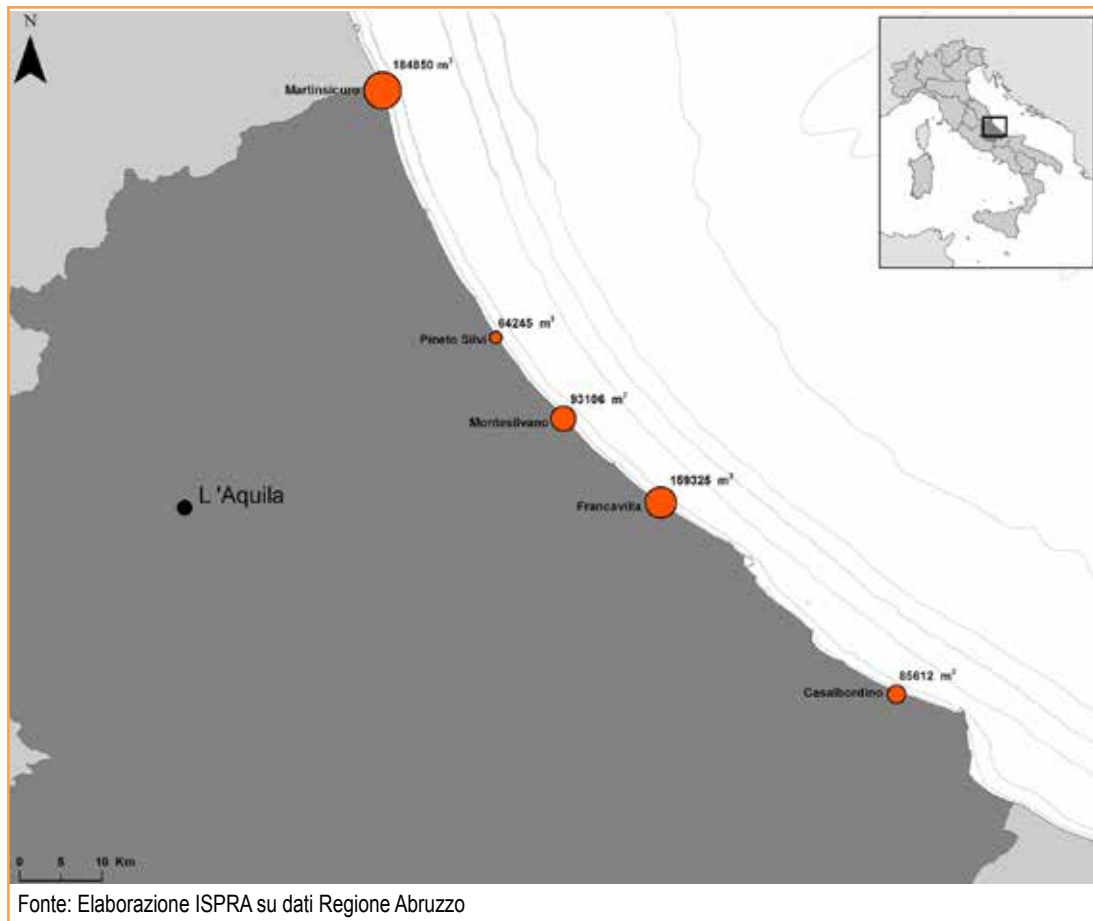 N
184850 m³
Martinsicuro
64245 m³
Pineto Silvi
93106 m³
Montesilvano
L 'Aquila
159325 m³
Francavilla
85612 m³
Casalbordino
0 5 10 Km
Fonte: Elaborazione ISPRA su dati Regione Abruzzo